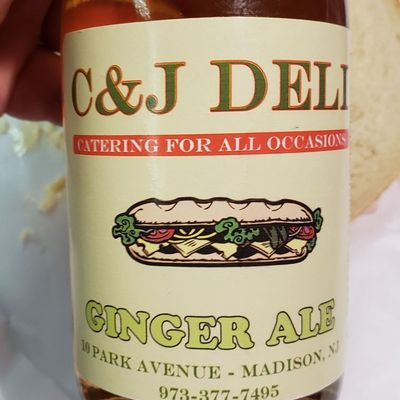 C&J DELI
CATERING FOR ALL OCCASIONS
GINGER ALE
10 PARK AVENUE - MADISON, NJ
973-377-7495